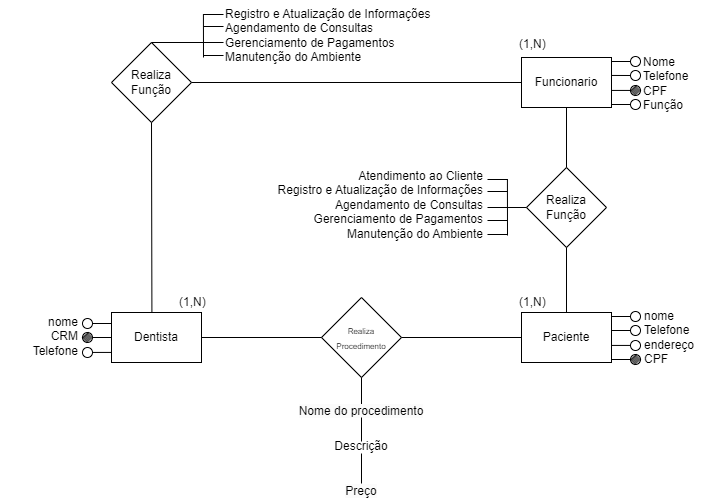 Registro e Atualização de Informações
Agendamento de Consultas
Gerenciamento de Pagamentos
Manutenção do Ambiente
Realiza
Função
(1,N)
Funcionario
Nome
Telefone
CPF
Função
Atendimento ao Cliente
Registro e Atualização de Informações
Agendamento de Consultas
Gerenciamento de Pagamentos
Manutenção do Ambiente
Realiza
Função
(1,N)
(1,N)
nome
CRM
Telefone
Dentista
Realiza
Procedimento
Paciente
nome
Telefone
endereço
CPF
Nome do procedimento
Descrição
Preço